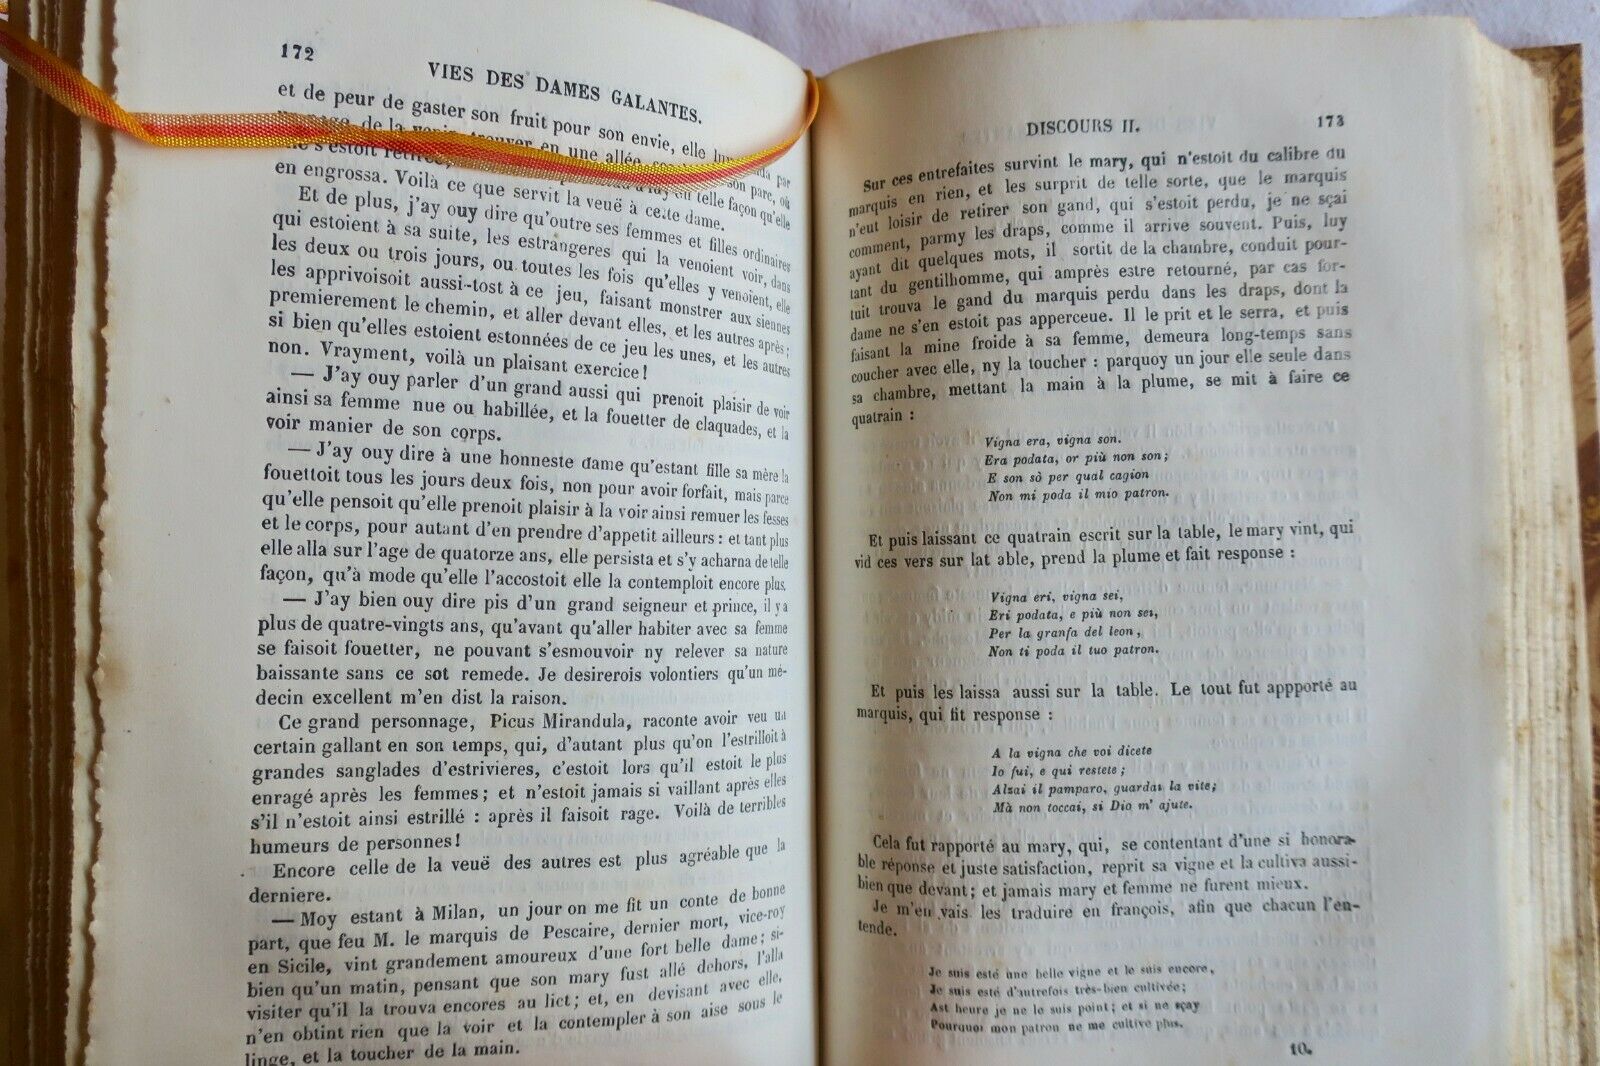 172
VIES DES DAMES GALANTES.
et de peur de gaster son fruit pour son envie, elle
de la trouver en une allée son parc, où
s'estoit retirée, en telle façon qu'elle
en engrossa. Voilà ce que servit la veuë à ceste dame.
Et de plus, j'ay ouy dire qu'outre ses femmes et filles ordinaires
qui estoient à sa suite, les estrangeres qui la venoient voir, dans
les deux ou trois jours, ou toutes les fois qu'elles y venoient, elle
les apprivoisoit aussi-tost à ce jeu, faisant monstrer aux siennes
premierement le chemin, et aller devant elles, et les autres après;
si bien qu'elles estoient estonnées de ce jeu les unes, et les autres
non. Vrayment, voilà un plaisant exercice!
— J'ay ouy parler d'un grand aussi qui prenoit plaisir de voir
ainsi sa femme nue ou habillée, et la fouetter de claquades, et la
voir manier de son corps.
— J'ay ouy dire à une honneste dame qu'estant fille sa mère la
fouettoit tous les jours deux fois, non pour avoir forfait, mais parce
qu'elle pensoit qu'elle prenoit plaisir à la voir ainsi remuer les fesses
et le corps, pour autant d'en prendre d'appetit ailleurs: et tant plus
elle alla sur l'age de quatorze ans, elle persista et s'y acharna de telle
façon, qu'à mode qu'elle l'accostoit elle la contemploit encore plus.
— J'ay bien ouy dire pis d'un grand seigneur et prince, il y a
plus de quatre-vingts ans, qu'avant qu'aller habiter avec sa femme
se faisoit fouetter, ne pouvant s'esmouvoir ny relever sa nature
baissante sans ce sot remede. Je desirerois volontiers qu'un mé-
decin excellent m'en dist la raison.
Ce grand personnage, Picus Mirandula, raconte avoir veu un
certain gallant en son temps, qui, d'autant plus qu'on l'estrilloit à
grandes sanglades d'estrivieres, c'estoit lors qu'il estoit le plus
enragé après les femmes; et n'estoit jamais si vaillant après elles
s'il n'estoit ainsi estrillé : après il faisoit rage. Voilà de terribles
humeurs de personnes!
Encore celle de la veuë des autres est plus agréable que la
derniere.
— Moy estant à Milan, un jour on me fit un conte de bonne
part, que feu M. le marquis de Pescaire, dernier mort, vice-roy
en Sicile, vint grandement amoureux d'une fort belle dame; si-
bien qu'un matin, pensant que son mary fust allé dehors, l'alla
visiter qu'il la trouva encores au lict; et, en devisant avec elle,
n'en obtint rien que la voir et la contempler à son aise sous le
linge, et la toucher de la main.
DISCOURS II.
173
Sur ces entrefaites survint le mary, qui n'estoit du calibre du
marquis en rien, et les surprit de telle sorte, que le marquis
n'eut loisir de retirer son gand, qui s'estoit perdu, je ne sçai
comment, parmy les draps, comme il arrive souvent. Puis, luy
ayant dit quelques mots, il sortit de la chambre, conduit pour-
tant du gentilhomme, qui amprès estre retourné, par cas for-
tuit trouva le gand du marquis perdu dans les draps, dont la
dame ne s'en estoit pas apperceue. Il le prit et le serra, et puis
faisant la mine froide à sa femme, demeura long-temps sans
coucher avec elle, ny la toucher : parquoy un jour elle seule dans
sa chambre, mettant la main à la plume, se mit à faire ce
quatrain :
Vigna era, vigna son.
Era podata, or più non son;
E son sò per qual cagion
Non mi poda il mio patron.
Et puis laissant ce quatrain escrit sur la table, le mary vint, qui
vid ces vers sur lat able, prend la plume et fait response :
Vigna eri, vigna sei,
Eri podata, e più non sei,
Per la granfa del leon,
Non ti poda il tuo patron.
Et puis les laissa aussi sur la table. Le tout fut appporté au
marquis, qui fit response :
A la vigna che voi dicete
Io fui, e qui restete;
Alzai il pamparo, guardai la vite;
Mà non toccai, si Dio m' ajute.
Cela fut rapporté au mary, qui, se contentant d'une si honora-
ble réponse et juste satisfaction, reprit sa vigne et la cultiva aussi-
bien que devant; et jamais mary et femme ne furent mieux.
Je m'en vais les traduire en françois, afin que chacun l'en-
tende.
Je suis esté une belle vigne et le suis encore,
Je suis esté d'autrefois très-bien cultivée;
Ast heure je ne le suis point; et si ne sçay
Pourquoi mon patron ne me cultive plus.
10.